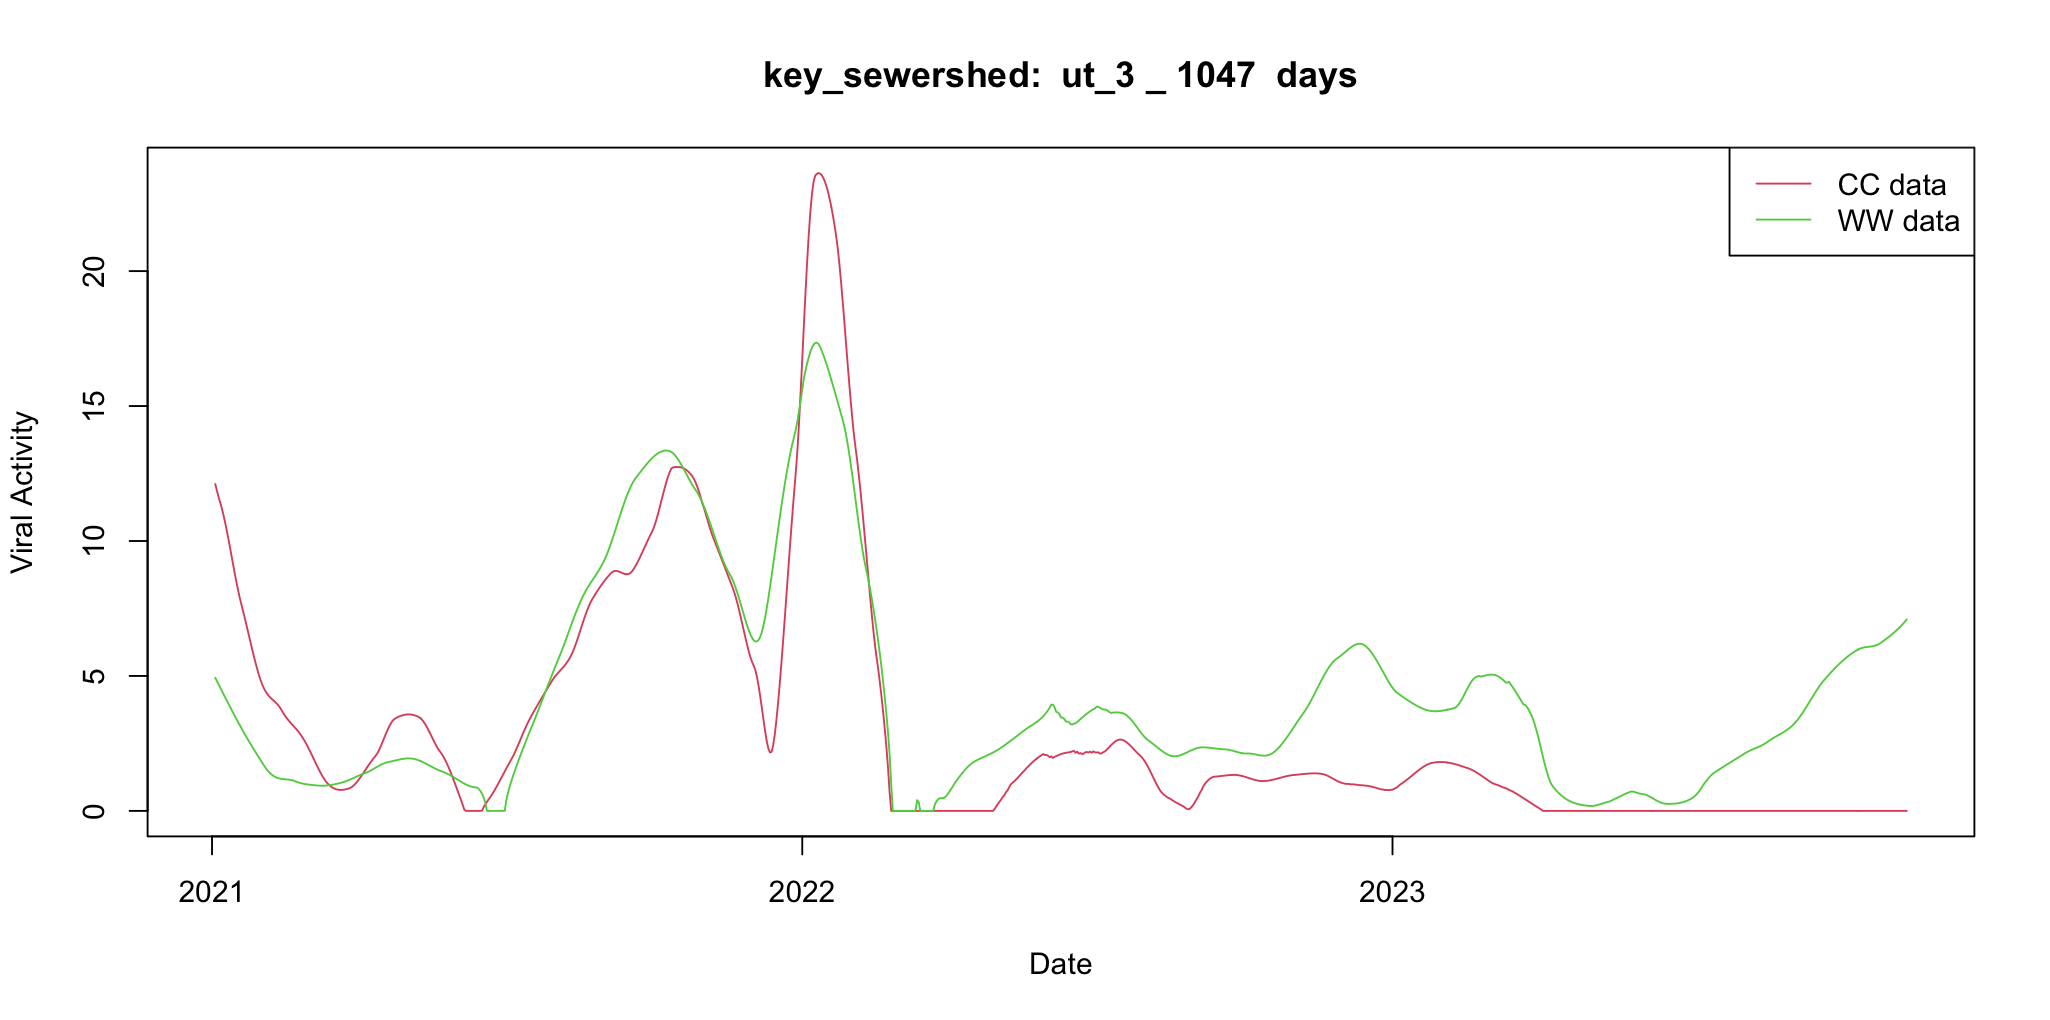 key_sewershed:  ut_3 _ 1047  days
CC data
WW data
Viral Activity
20
15
10
5
0
2021
2022
2023
Date